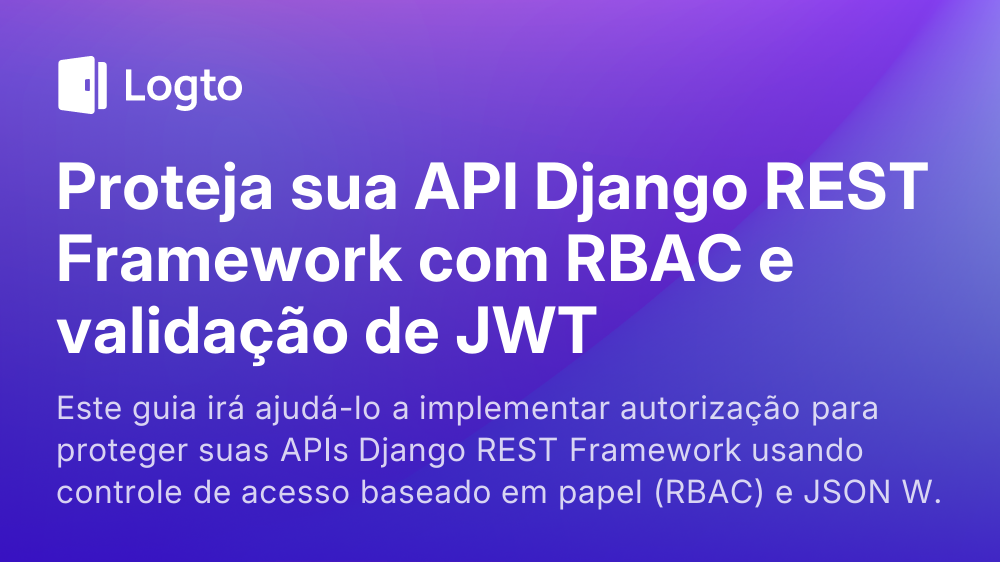 Logto
Proteja sua API Django REST
Framework com RBAC e
validação de JWT
Este guia irá ajudá-lo a implementar autorização para
proteger suas APIs Django REST Framework usando
controle de acesso baseado em papel (RBAC) e JSON W.